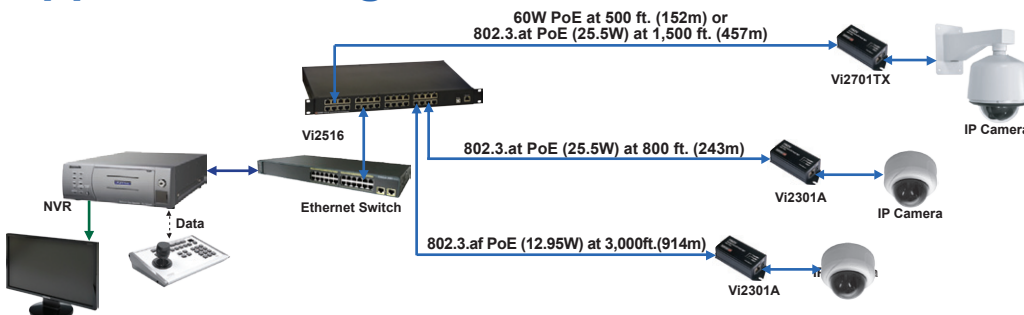 60W PoE at 500 ft. (152m) or
802.3.at PoE (25.5W) at 1,500 ft. (457m)
Vi2701TX
IP Camera
Vi2516
802.3.at PoE (25.5W) at 800 ft. (243m)
Vi2301A
IP Camera
Ethernet Switch
NVR
Data
802.3.af PoE (12.95W) at 3,000ft.(914m)
Vi2301A